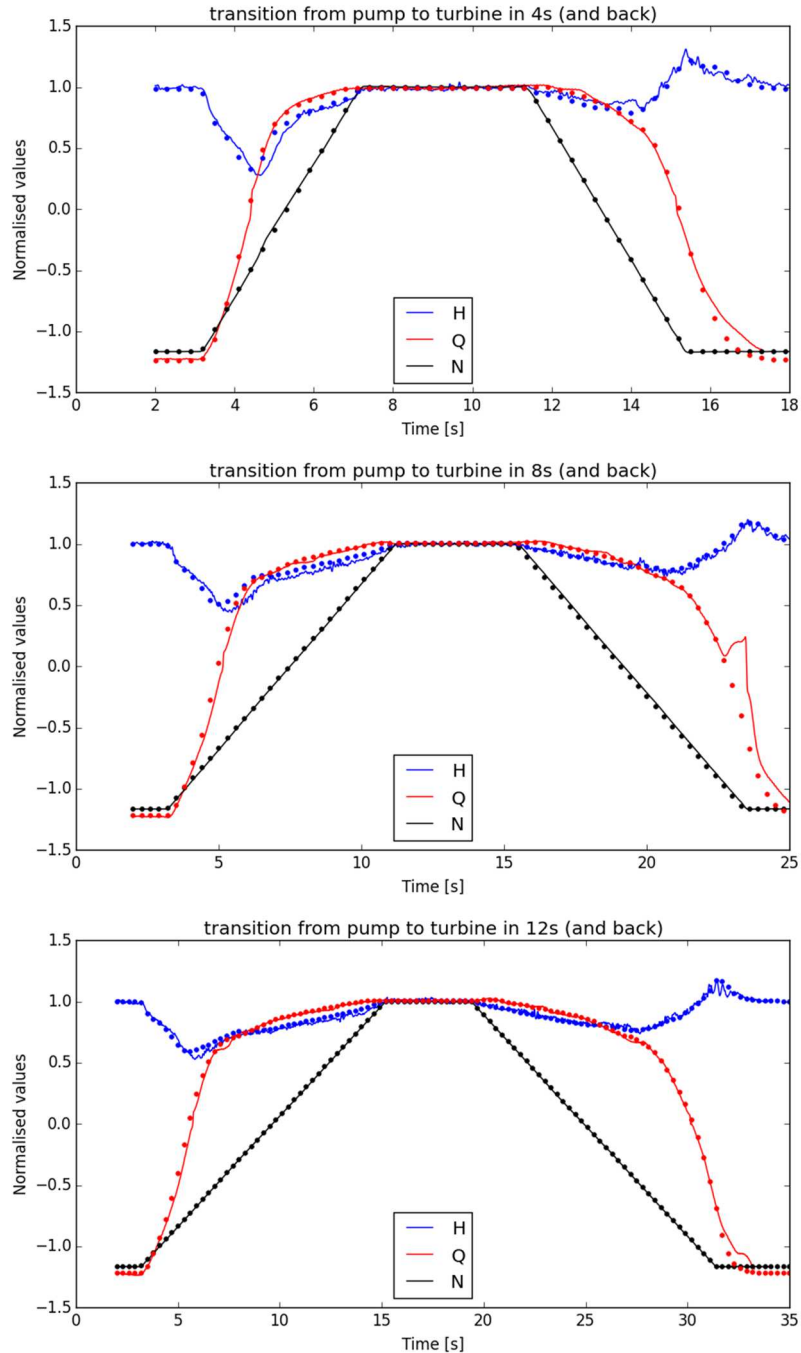 transition from pump to turbine in 4s (and back)
1.5
1.0
0.5
0.0
−0.5
−1.0
−1.5
Normalised values
H
Q
N
0 2 4 6 8 10 12 14 16 18
Time [s]
transition from pump to turbine in 8s (and back)
1.5
1.0
0.5
0.0
−0.5
−1.0
−1.5
Normalised values
H
Q
N
0 5 10 15 20 25
Time [s]
transition from pump to turbine in 12s (and back)
1.5
1.0
0.5
0.0
−0.5
−1.0
−1.5
Normalised values
H
Q
N
0 5 10 15 20 25 30 35
Time [s]